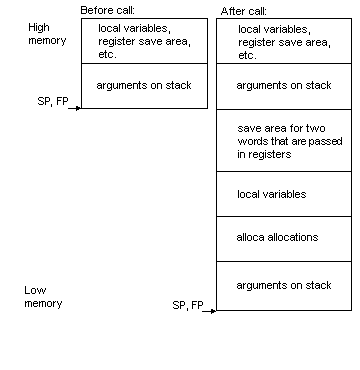 Before call:
After call:
High
memory
local variables,
register save area,
etc.
local variables,
register save area,
etc.
arguments on stack
arguments on stack
SP, FP
save area for two
words that are passed
in registers
local variables
alloca allocations
arguments on stack
Low
memory
SP, FP